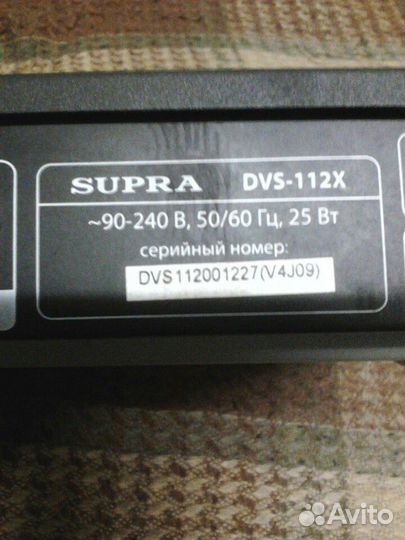 SUPRA DVS-112X
~90-240 В, 50/60 Гц, 25 Вт
серийный номер:
DVS112001227(V4J09)
Avito